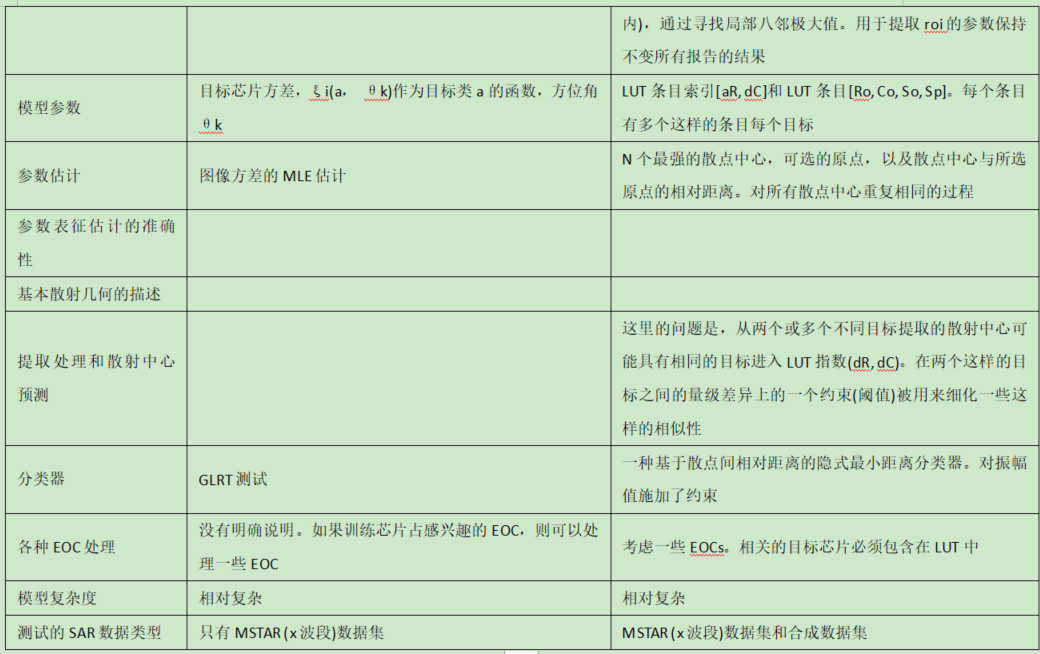 内)，通过寻找局部八邻极大值。用于提取 roi 的参数保持
不变所有报告的结果
模型参数
目标芯片方差，ξi(a， θk)作为目标类 a 的函数，方位角
θk
LUT 条目索引[aR, dC]和 LUT 条目[Ro, Co, So, Sp]。每个条目
有多个这样的条目每个目标
参数估计
图像方差的 MLE 估计
N 个最强的散点中心，可选的原点，以及散点中心与所选
原点的相对距离。对所有散点中心重复相同的过程
参数表征估计的准确
性
基本散射几何的描述
提取处理和散射中心
预测
这里的问题是，从两个或多个不同目标提取的散射中心可
能具有相同的目标进入 LUT 指数(dR, dC)。在两个这样的目
标之间的量级差异上的一个约束(阈值)被用来细化一些这
样的相似性
分类器
GLRT 测试
一种基于散点间相对距离的隐式最小距离分类器。对振幅
值施加了约束
各种 EOC 处理
没有明确说明。如果训练芯片占感兴趣的 EOC，则可以处
理一些 EOC
考虑一些 EOCs。相关的目标芯片必须包含在 LUT 中
模型复杂度
相对复杂
相对复杂
测试的 SAR 数据类型
只有 MSTAR (x 波段)数据集
MSTAR (x 波段)数据集和合成数据集